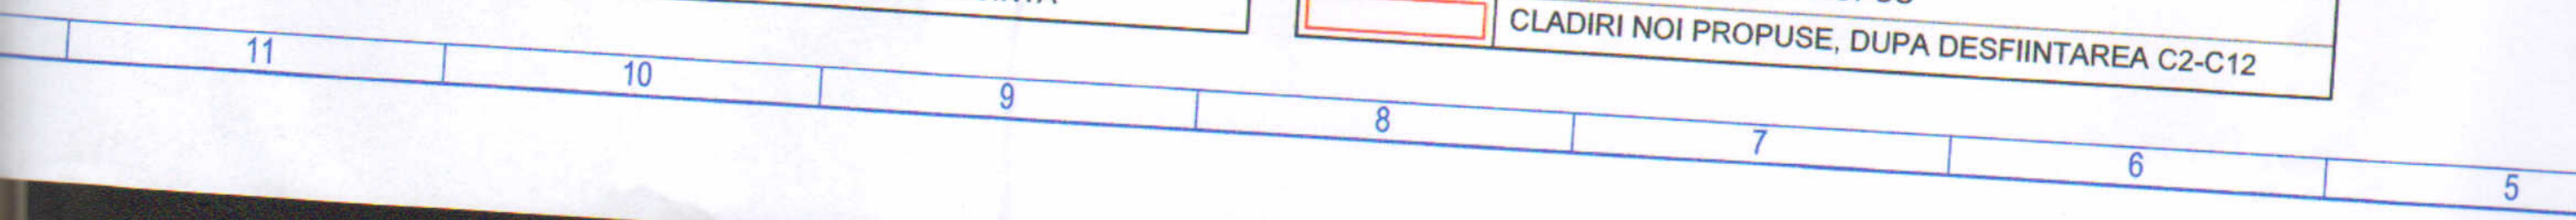 CLADIRI NOI PROPUSE, DUPA DESFIINTAREA C2-C12
11 10 9 8 7 6 5